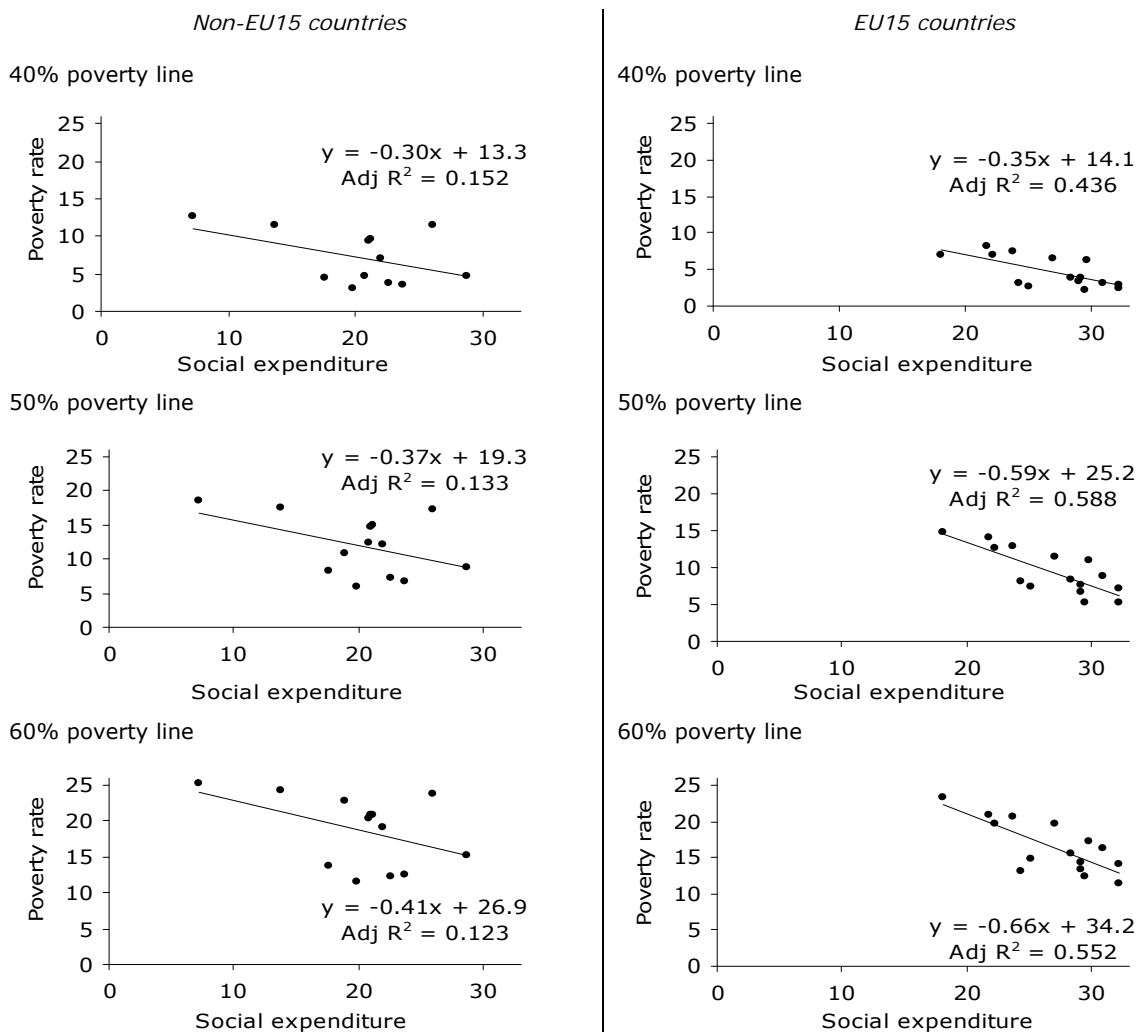 Non-EU15 countries
40% poverty line
Poverty rate
25
20
15
10
5
0
y = -0.30x + 13.3
Adj R² = 0.152
0 10 20 30
Social expenditure
50% poverty line
Poverty rate
25
20
15
10
5
0
y = -0.37x + 19.3
Adj R² = 0.133
0 10 20 30
Social expenditure
60% poverty line
Poverty rate
25
20
15
10
5
0
y = -0.41x + 26.9
Adj R² = 0.123
0 10 20 30
Social expenditure
EU15 countries
40% poverty line
Poverty rate
25
20
15
10
5
0
y = -0.35x + 14.1
Adj R² = 0.436
0 10 20 30
Social expenditure
50% poverty line
Poverty rate
25
20
15
10
5
0
y = -0.59x + 25.2
Adj R² = 0.588
0 10 20 30
Social expenditure
60% poverty line
Poverty rate
25
20
15
10
5
0
y = -0.66x + 34.2
Adj R² = 0.552
0 10 20 30
Social expenditure